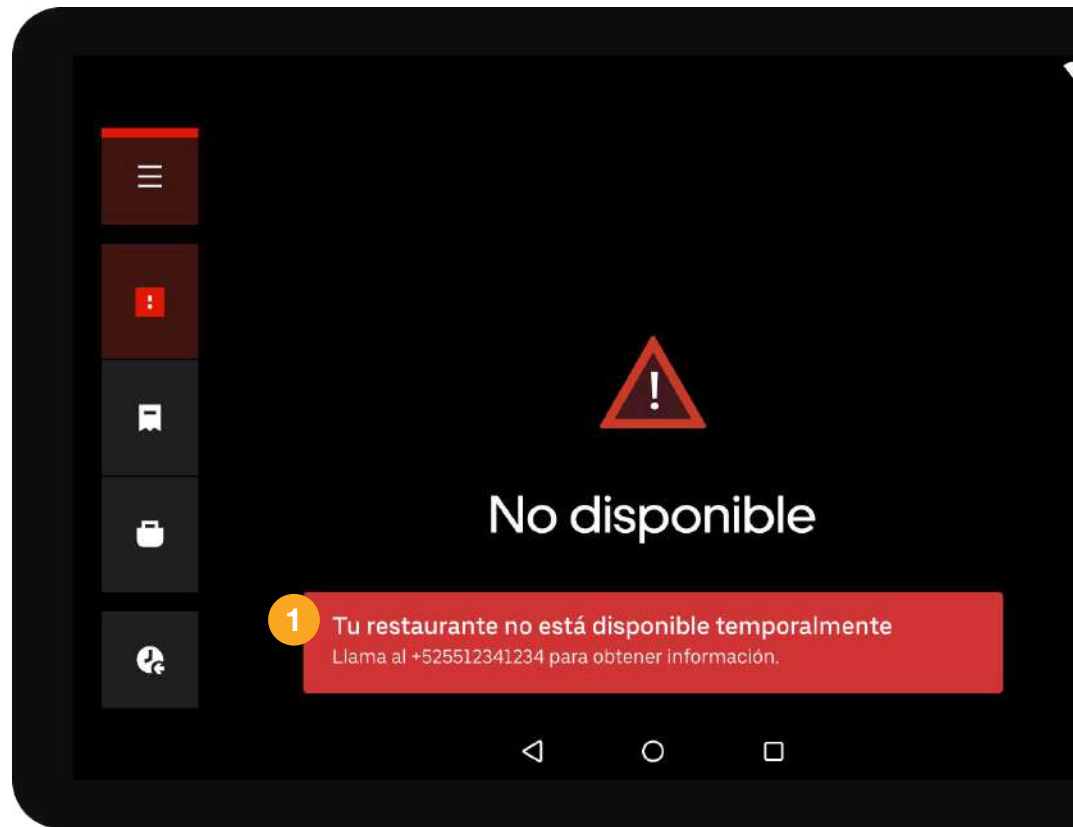 !
No disponible
1
Tu restaurante no está disponible temporalmente
Llama al +525512341234 para obtener información.